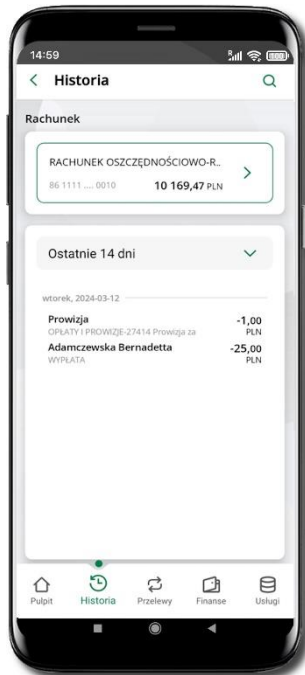 14:59
Historia
Rachunek
RACHUNEK OSZCZĘDNOŚCIOWO-R..
86 1111 .... 0010 10 169,47 PLN
Ostatnie 14 dni
wtorek, 2024-03-12
Prowizja -1,00
OPŁATY I PROWIZJE-27414 Prowizja za PLN
Adamczewska Bernadetta -25,00
WYPŁATA PLN
Pulpit Historia Przelewy Finanse Usługi